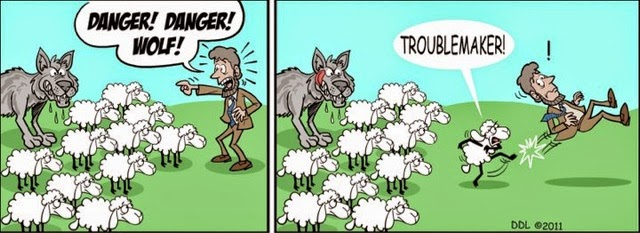 DANGER! DANGER!
WOLF!
TROUBLEMAKER!
!
DDL ©2011